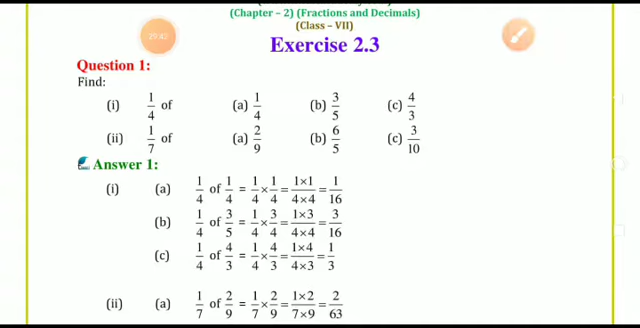 (Chapter – 2) (Fractions and Decimals)
(Class – VII)
29:43
Exercise 2.3
Question 1:
Find:
(i) 1/4 of (a) 1/4 (b) 3/5 (c) 4/3
(ii) 1/7 of (a) 2/9 (b) 6/5 (c) 3/10
Answer 1:
(i) (a) 1/4 of 1/4 = 1/4 × 1/4 = 1×1/4×4 = 1/16
(b) 1/4 of 3/5 = 1/4 × 3/4 = 1×3/4×4 = 3/16
(c) 1/4 of 4/3 = 1/4 × 4/3 = 1×4/4×3 = 1/3
(ii) (a) 1/7 of 2/9 = 1/7 × 2/9 = 1×2/7×9 = 2/63